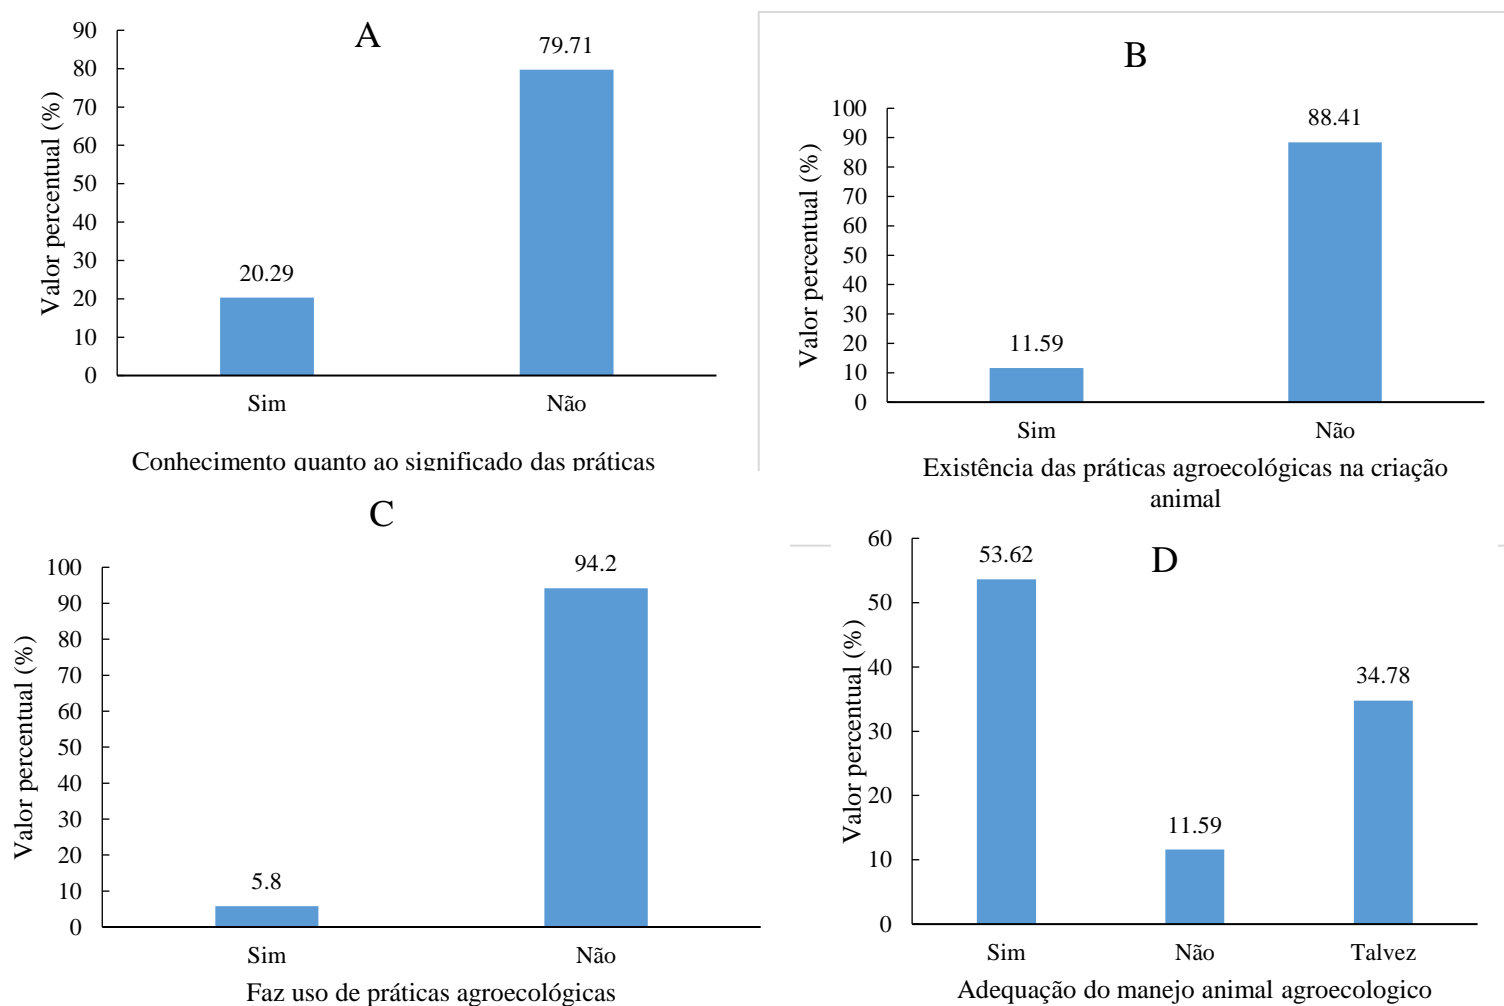 A
Valor percentual (%)
90
80
70
60
50
40
30
20
10
0
20.29
79.71
Sim
Não
Conhecimento quanto ao significado das práticas
B
Valor percentual (%)
100
90
80
70
60
50
40
30
20
10
0
11.59
88.41
Sim
Não
Existência das práticas agroecológicas na criação
animal
C
Valor percentual (%)
100
90
80
70
60
50
40
30
20
10
0
5.8
94.2
Sim
Não
Faz uso de práticas agroecológicas
D
Valor percentual (%)
60
50
40
30
20
10
0
53.62
11.59
34.78
Sim
Não
Talvez
Adequação do manejo animal agroecologico